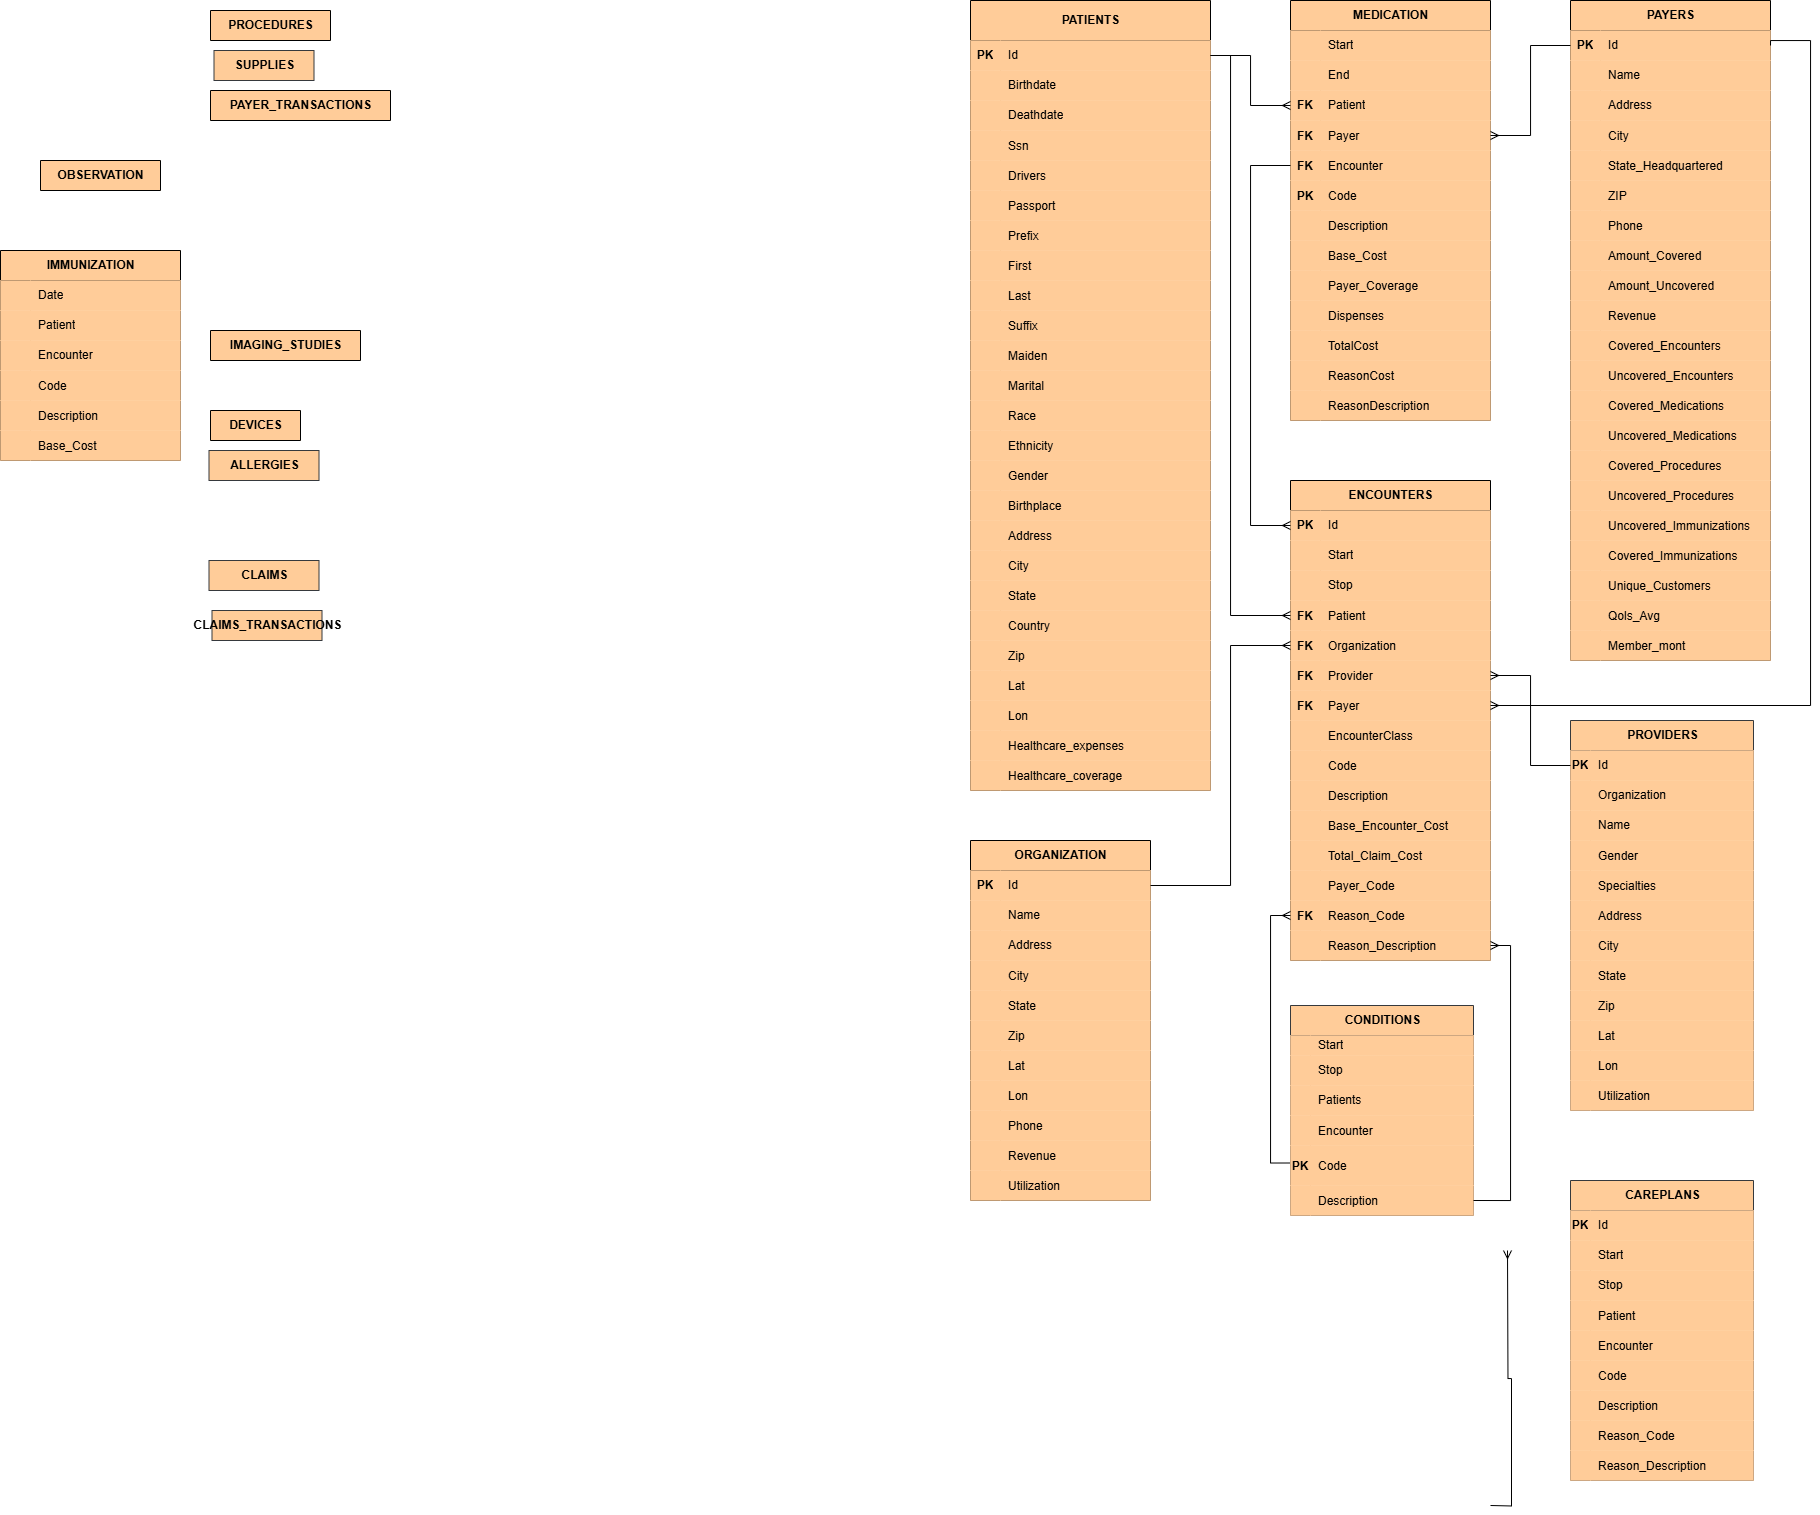 PROCEDURES
SUPPLIES
PAYER_TRANSACTIONS
OBSERVATION
IMMUNIZATION
Date
Patient
Encounter
Code
Description
Base_Cost
IMAGING_STUDIES
DEVICES
ALLERGIES
CLAIMS
CLAIMS_TRANSACTIONS
PATIENTS
PK Id
Birthdate
Deathdate
Ssn
Drivers
Passport
Prefix
First
Last
Suffix
Maiden
Marital
Race
Ethnicity
Gender
Birthplace
Address
City
State
Country
Zip
Lat
Lon
Healthcare_expenses
Healthcare_coverage
ORGANIZATION
PK Id
Name
Address
City
State
Zip
Lat
Lon
Phone
Revenue
Utilization
MEDICATION
Start
End
FK Patient
FK Payer
FK Encounter
PK Code
Description
Base_Cost
Payer_Coverage
Dispenses
TotalCost
ReasonCost
ReasonDescription
ENCOUNTERS
PK Id
Start
Stop
FK Patient
FK Organization
FK Provider
FK Payer
EncounterClass
Code
Description
Base_Encounter_Cost
Total_Claim_Cost
Payer_Code
FK Reason_Code
Reason_Description
CONDITIONS
Start
Stop
Patients
Encounter
PK Code
Description
PAYERS
PK Id
Name
Address
City
State_Headquartered
ZIP
Phone
Amount_Covered
Amount_Uncovered
Revenue
Covered_Encounters
Uncovered_Encounters
Covered_Medications
Uncovered_Medications
Covered_Procedures
Uncovered_Procedures
Uncovered_Immunizations
Covered_Immunizations
Unique_Customers
Qols_Avg
Member_mont
PROVIDERS
PK Id
Organization
Name
Gender
Specialties
Address
City
State
Zip
Lat
Lon
Utilization
CAREPLANS
PK Id
Start
Stop
Patient
Encounter
Code
Description
Reason_Code
Reason_Description